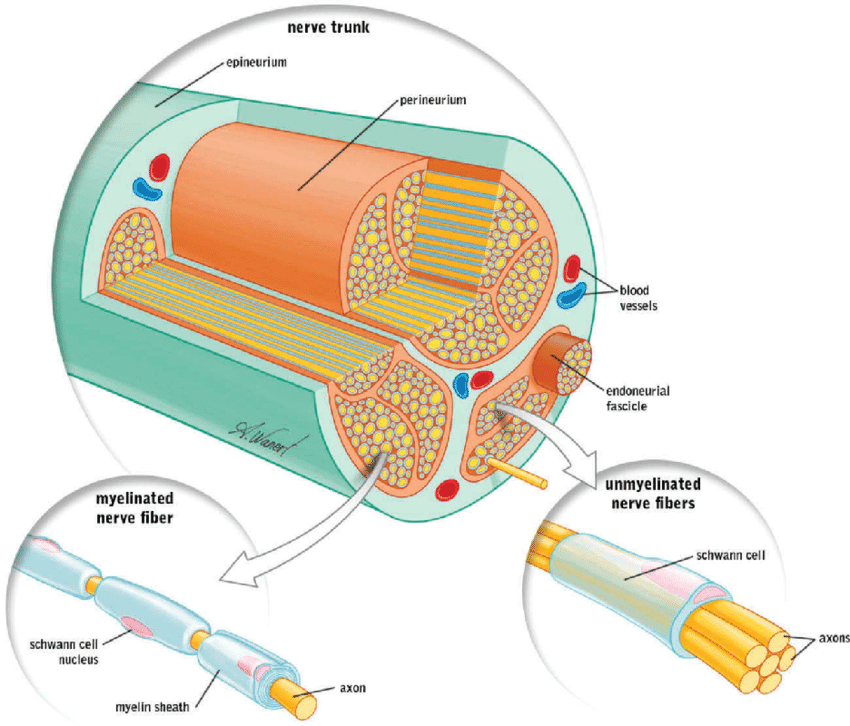 nerve trunk
epineurium
perineurium
blood
vessels
endoneurial
fascicle
A. Wanert
myelinated
nerve fiber
unmyelinated
nerve fibers
schwann cell
axons
schwann cell
nucleus
axon
myelin sheath